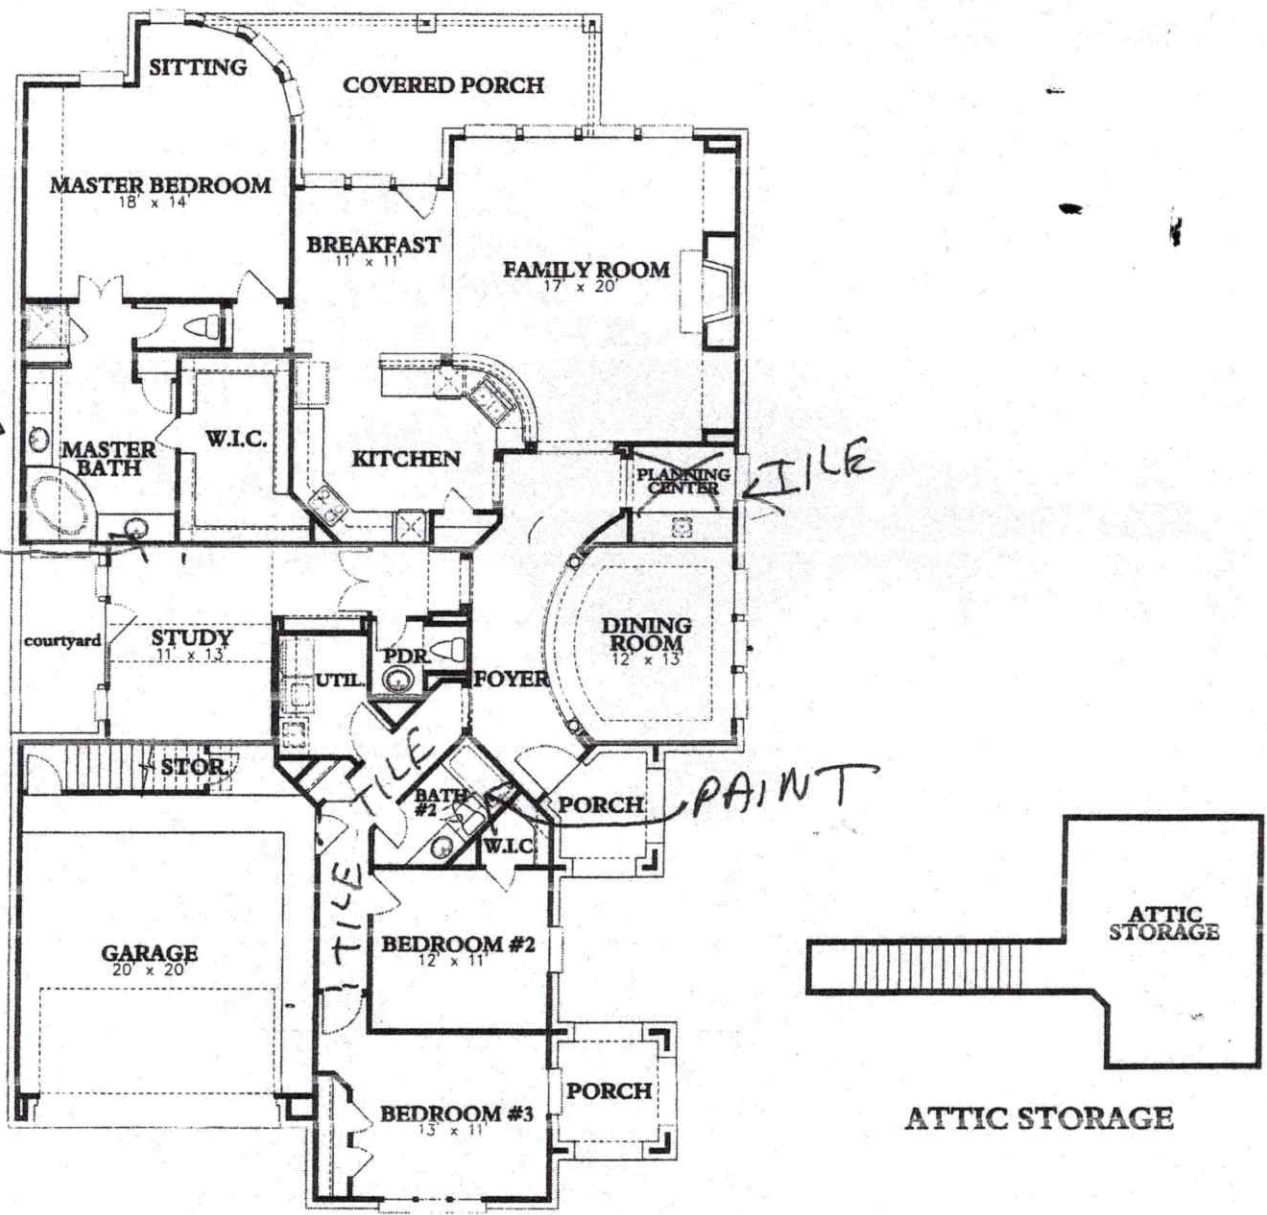 SITTING
COVERED PORCH
MASTER BEDROOM
18' x 14'
BREAKFAST
11' x 11'
FAMILY ROOM
17' x 20'
MASTER
BATH
W.I.C.
KITCHEN
PLANNING
CENTER
TILE
courtyard
STUDY
11' x 13'
UTIL.
PDR.
FOYER
DINING
ROOM
12' x 13'
STOR.
TILE
BATH
#2
W.I.C.
PORCH
PAINT
TILE
GARAGE
20' x 20'
BEDROOM #2
12' x 11'
BEDROOM #3
13' x 11'
PORCH
ATTIC
STORAGE
ATTIC STORAGE